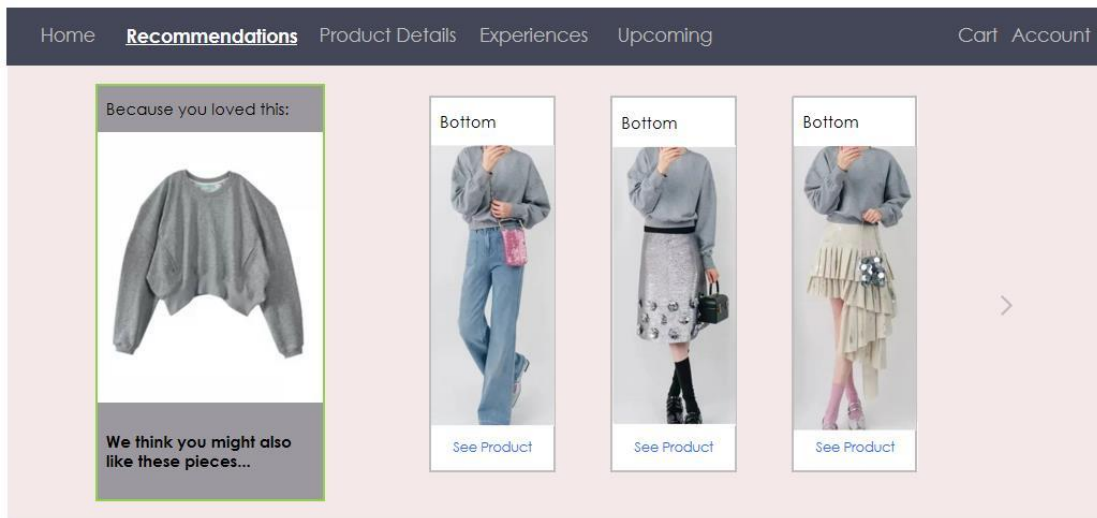 Home Recommendations Product Details Experiences Upcoming Cart Account
Because you loved this:
We think you might also
like these pieces...
Bottom
See Product
Bottom
See Product
Bottom
See Product